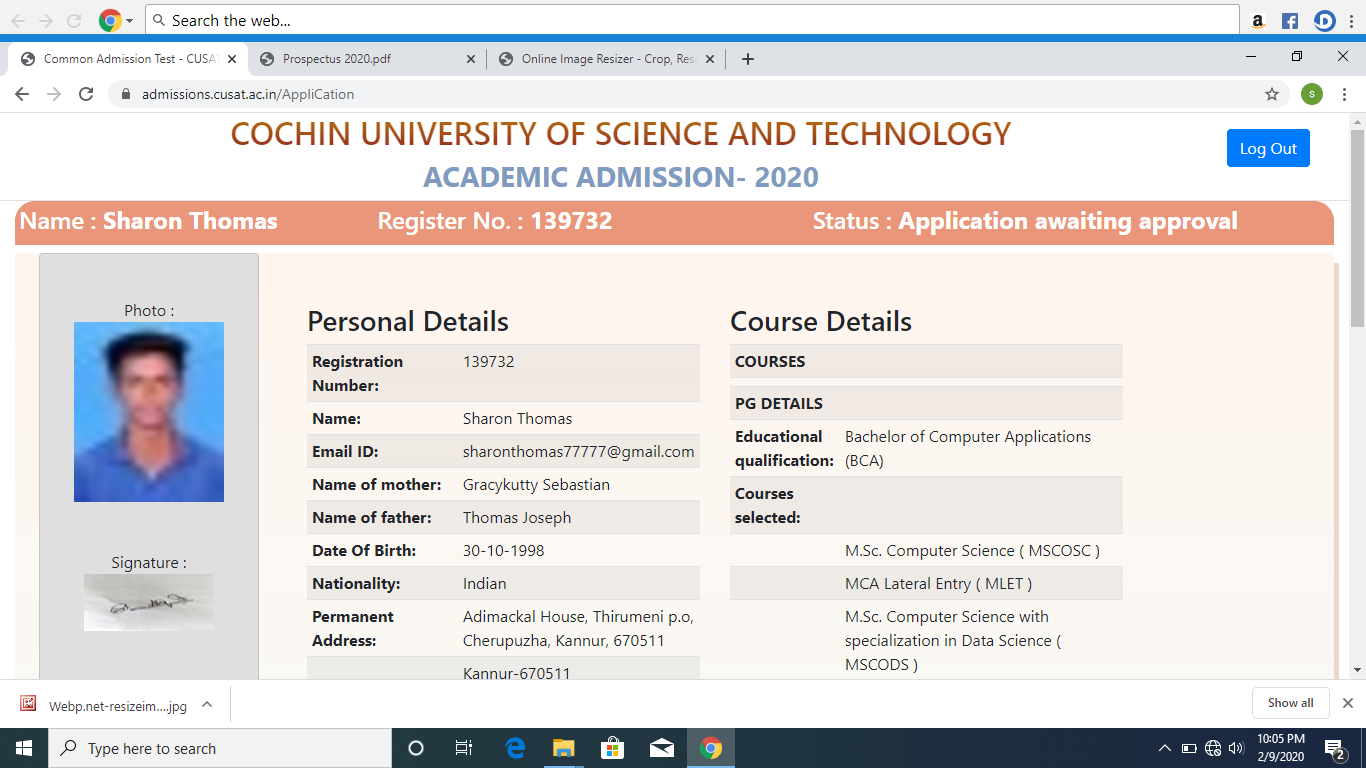 Search the web...
Common Admission Test - CUSAT
Prospectus 2020.pdf
Online Image Resizer - Crop, Resi
admissions.cusat.ac.in/AppliCation
s
COCHIN UNIVERSITY OF SCIENCE AND TECHNOLOGY
ACADEMIC ADMISSION- 2020
Log Out
Name : Sharon Thomas
Register No. : 139732
Status : Application awaiting approval
Photo :
Signature :
Personal Details
Registration Number: 139732
Name: Sharon Thomas
Email ID: sharonthomas77777@gmail.com
Name of mother: Gracykutty Sebastian
Name of father: Thomas Joseph
Date Of Birth: 30-10-1998
Nationality: Indian
Permanent Adimackal House, Thirumeni p.o,
Address: Cherupuzha, Kannur, 670511
Kannur-670511
Course Details
COURSES
PG DETAILS
Educational Bachelor of Computer Applications
qualification: (BCA)
Courses
selected:
M.Sc. Computer Science ( MSCOSC )
MCA Lateral Entry ( MLET )
M.Sc. Computer Science with
specialization in Data Science (
MSCODS )
Webp.net-resizeim....jpg
Show all
Type here to search
10:05 PM
2/9/2020
2